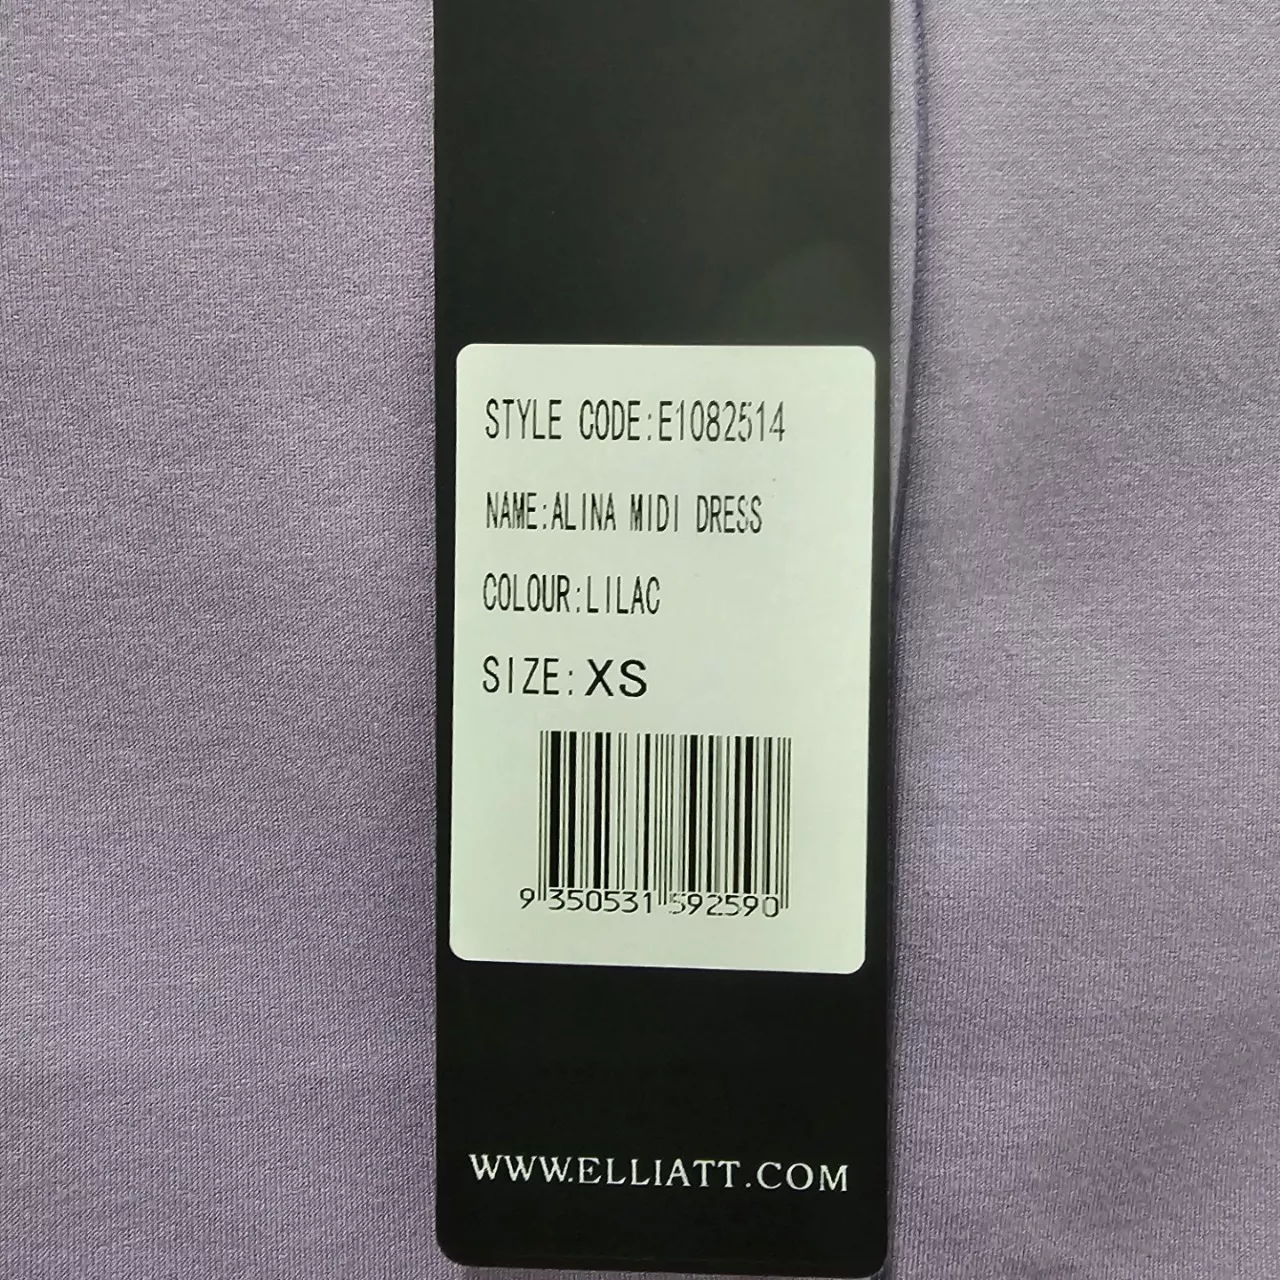 STYLE CODE:E1082514
NAME:ALINA MIDI DRESS
COLOUR:LILAC
SIZE: XS
9 350531 592590
WWW.ELLIATT.COM